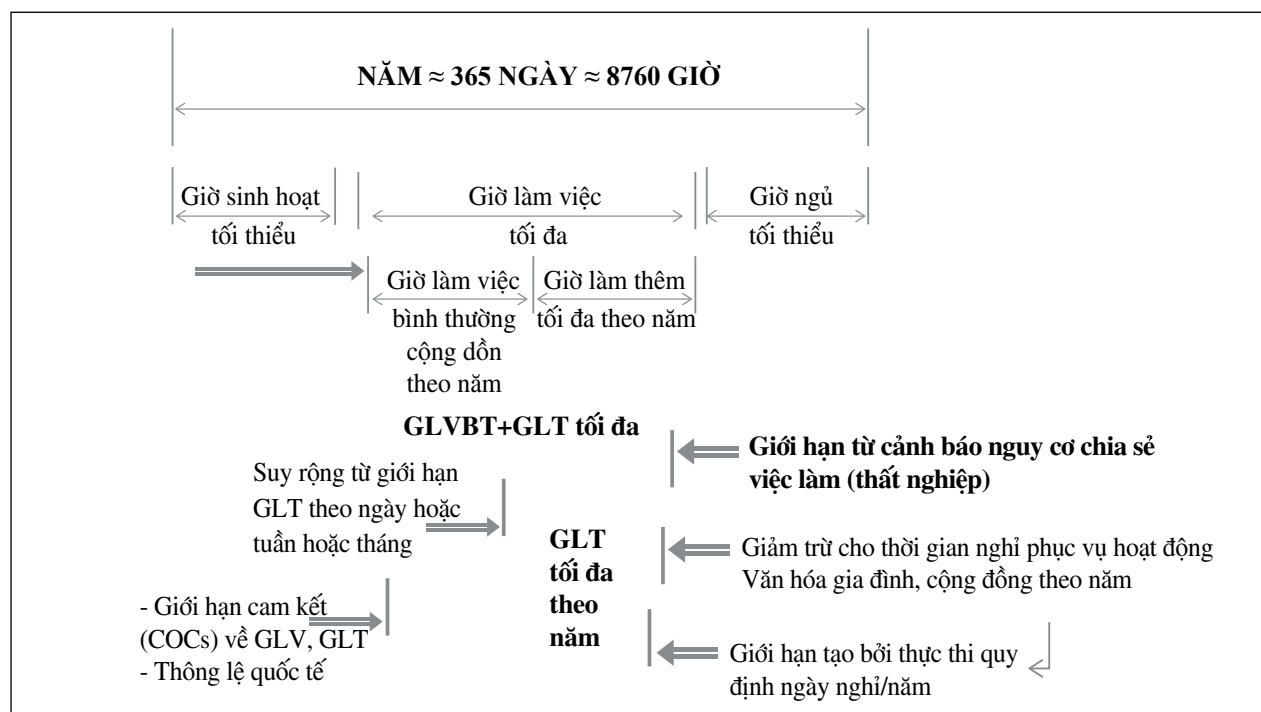 NĂM ≈ 365 NGÀY ≈ 8760 GIỜ
Giờ sinh hoạt
tối thiểu
Giờ làm việc
tối đa
Giờ ngủ
tối thiểu
Giờ làm việc
bình thường
cộng dồn
theo năm
Giờ làm thêm
tối đa theo năm
GLVBT+GLT tối đa
Giới hạn từ cảnh báo nguy cơ chia sẻ
việc làm (thất nghiệp)
Suy rộng từ giới hạn
GLT theo ngày hoặc
tuần hoặc tháng
GLT
tối đa
theo
năm
Giảm trừ cho thời gian nghỉ phục vụ hoạt động
Văn hóa gia đình, cộng đồng theo năm
- Giới hạn cam kết
(COCs) về GLV, GLT
- Thông lệ quốc tế
Giới hạn tạo bởi thực thi quy
định ngày nghỉ/năm